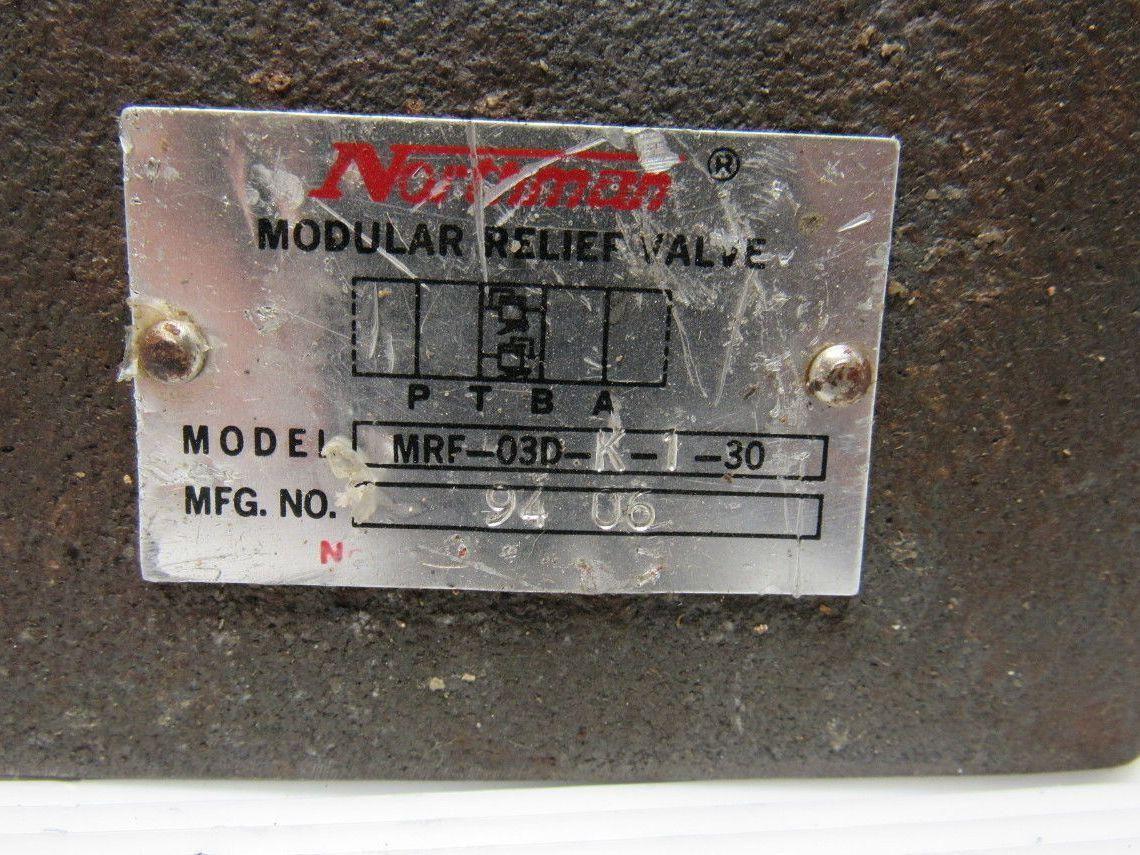 Northman ®
MODULAR RELIEF VALVE
P T B A
MODEL MRF-03D-K-1-30
MFG. NO. 94 06